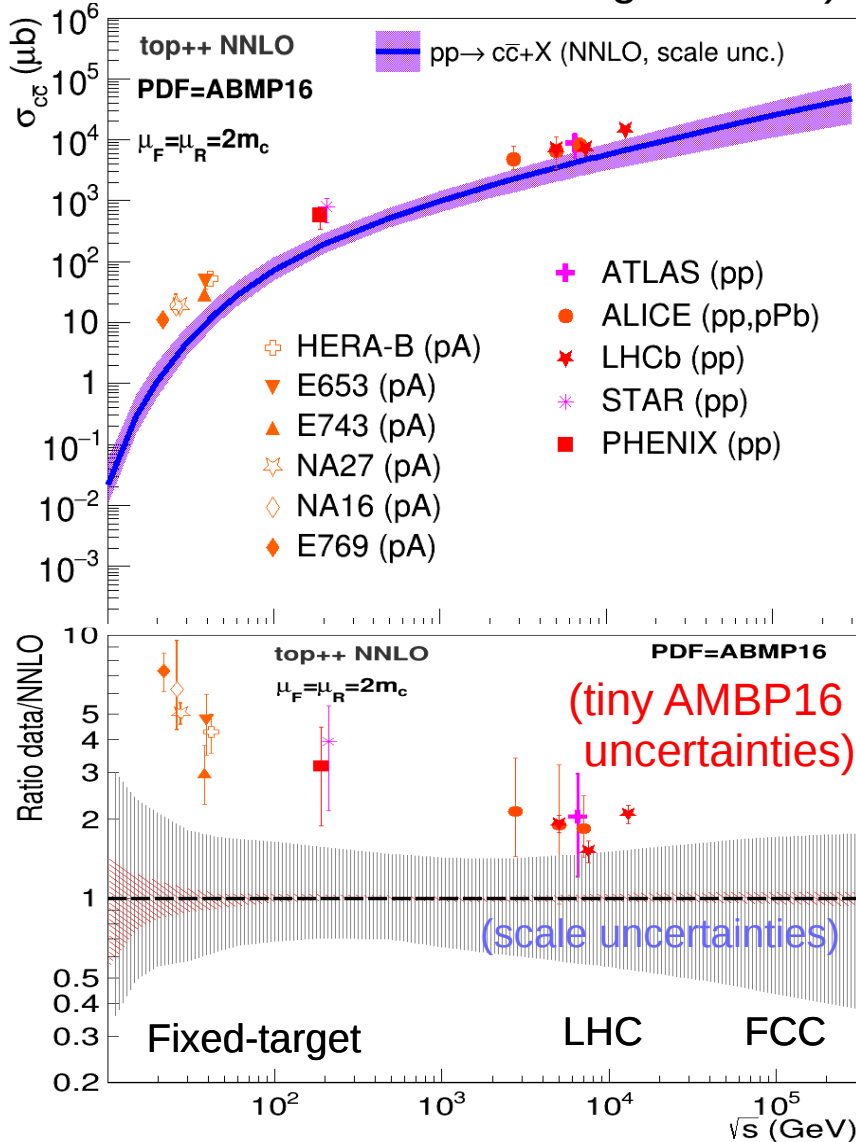 top++ NNLO
pp→ cc̅+X (NNLO, scale unc.)
PDF=ABMP16
μF=μR=2mc
σcc̅ (μb)
10⁶
10⁵
10⁴
10³
10²
10
1
10⁻¹
10⁻²
10⁻³
ATLAS (pp)
ALICE (pp,pPb)
LHCb (pp)
STAR (pp)
PHENIX (pp)
HERA-B (pA)
E653 (pA)
E743 (pA)
NA27 (pA)
NA16 (pA)
E769 (pA)
Ratio data/NNLO
10
5
4
3
2
1
0.5
0.4
0.3
0.2
top++ NNLO
μF=μR=2mc
PDF=ABMP16
(tiny AMBP16
uncertainties)
(scale uncertainties)
Fixed-target
LHC
FCC
10²
10³
10⁴
10⁵
√s (GeV)